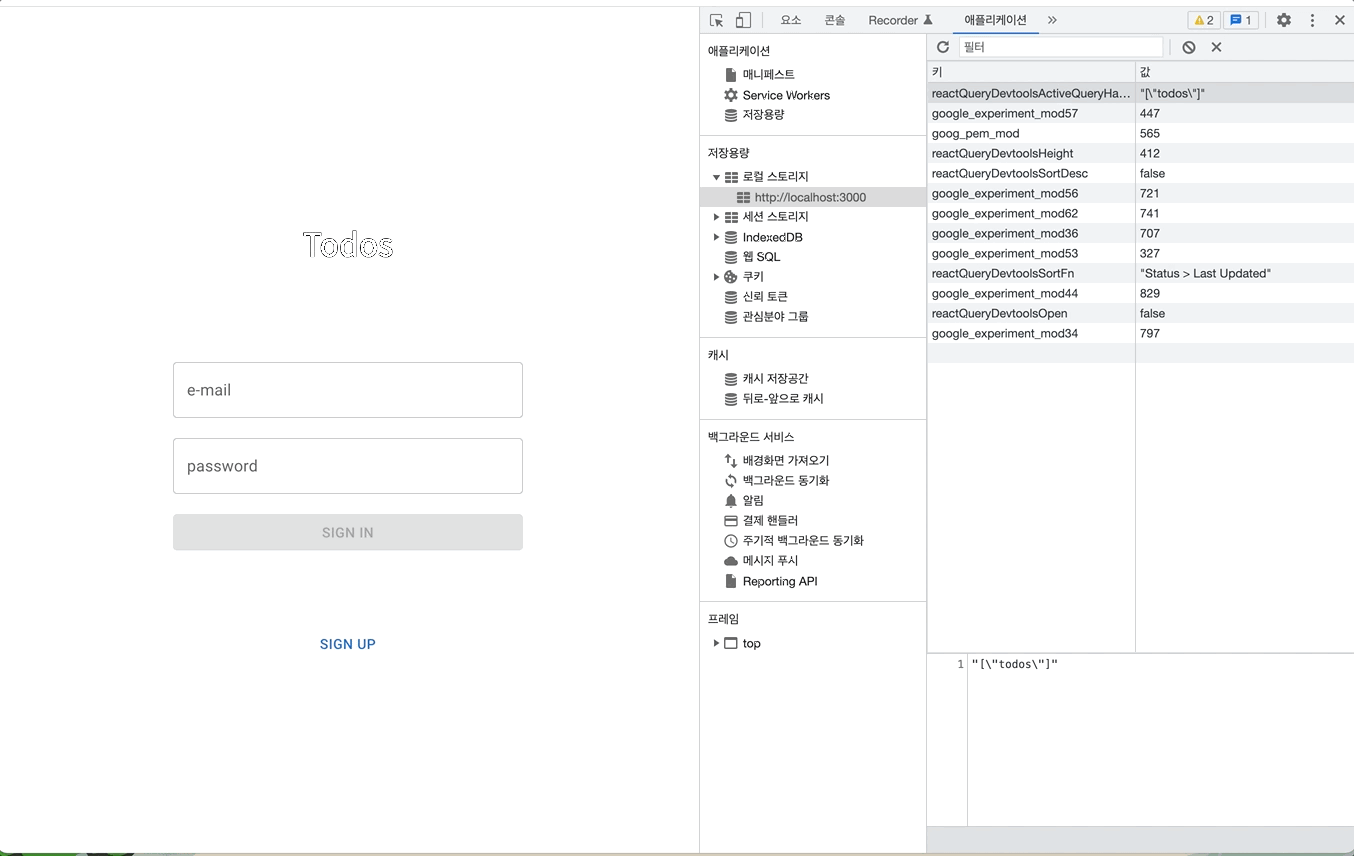 Todos
e-mail
password
SIGN IN
SIGN UP
요소 콘솔 Recorder 애플리케이션 » 2 1
애플리케이션
매니페스트
Service Workers
저장용량
저장용량
로컬 스토리지
http://localhost:3000
세션 스토리지
IndexedDB
웹 SQL
쿠키
신뢰 토큰
관심분야 그룹
캐시
캐시 저장공간
뒤로-앞으로 캐시
백그라운드 서비스
배경화면 가져오기
백그라운드 동기화
알림
결제 핸들러
주기적 백그라운드 동기화
메시지 푸시
Reporting API
프레임
top
필터
키 값
reactQueryDevtoolsActiveQueryHa… "[\"todos\"]"
google_experiment_mod57 447
goog_pem_mod 565
reactQueryDevtoolsHeight 412
reactQueryDevtoolsSortDesc false
google_experiment_mod56 721
google_experiment_mod62 741
google_experiment_mod36 707
google_experiment_mod53 327
reactQueryDevtoolsSortFn "Status > Last Updated"
google_experiment_mod44 829
reactQueryDevtoolsOpen false
google_experiment_mod34 797
1 "[\"todos\"]"